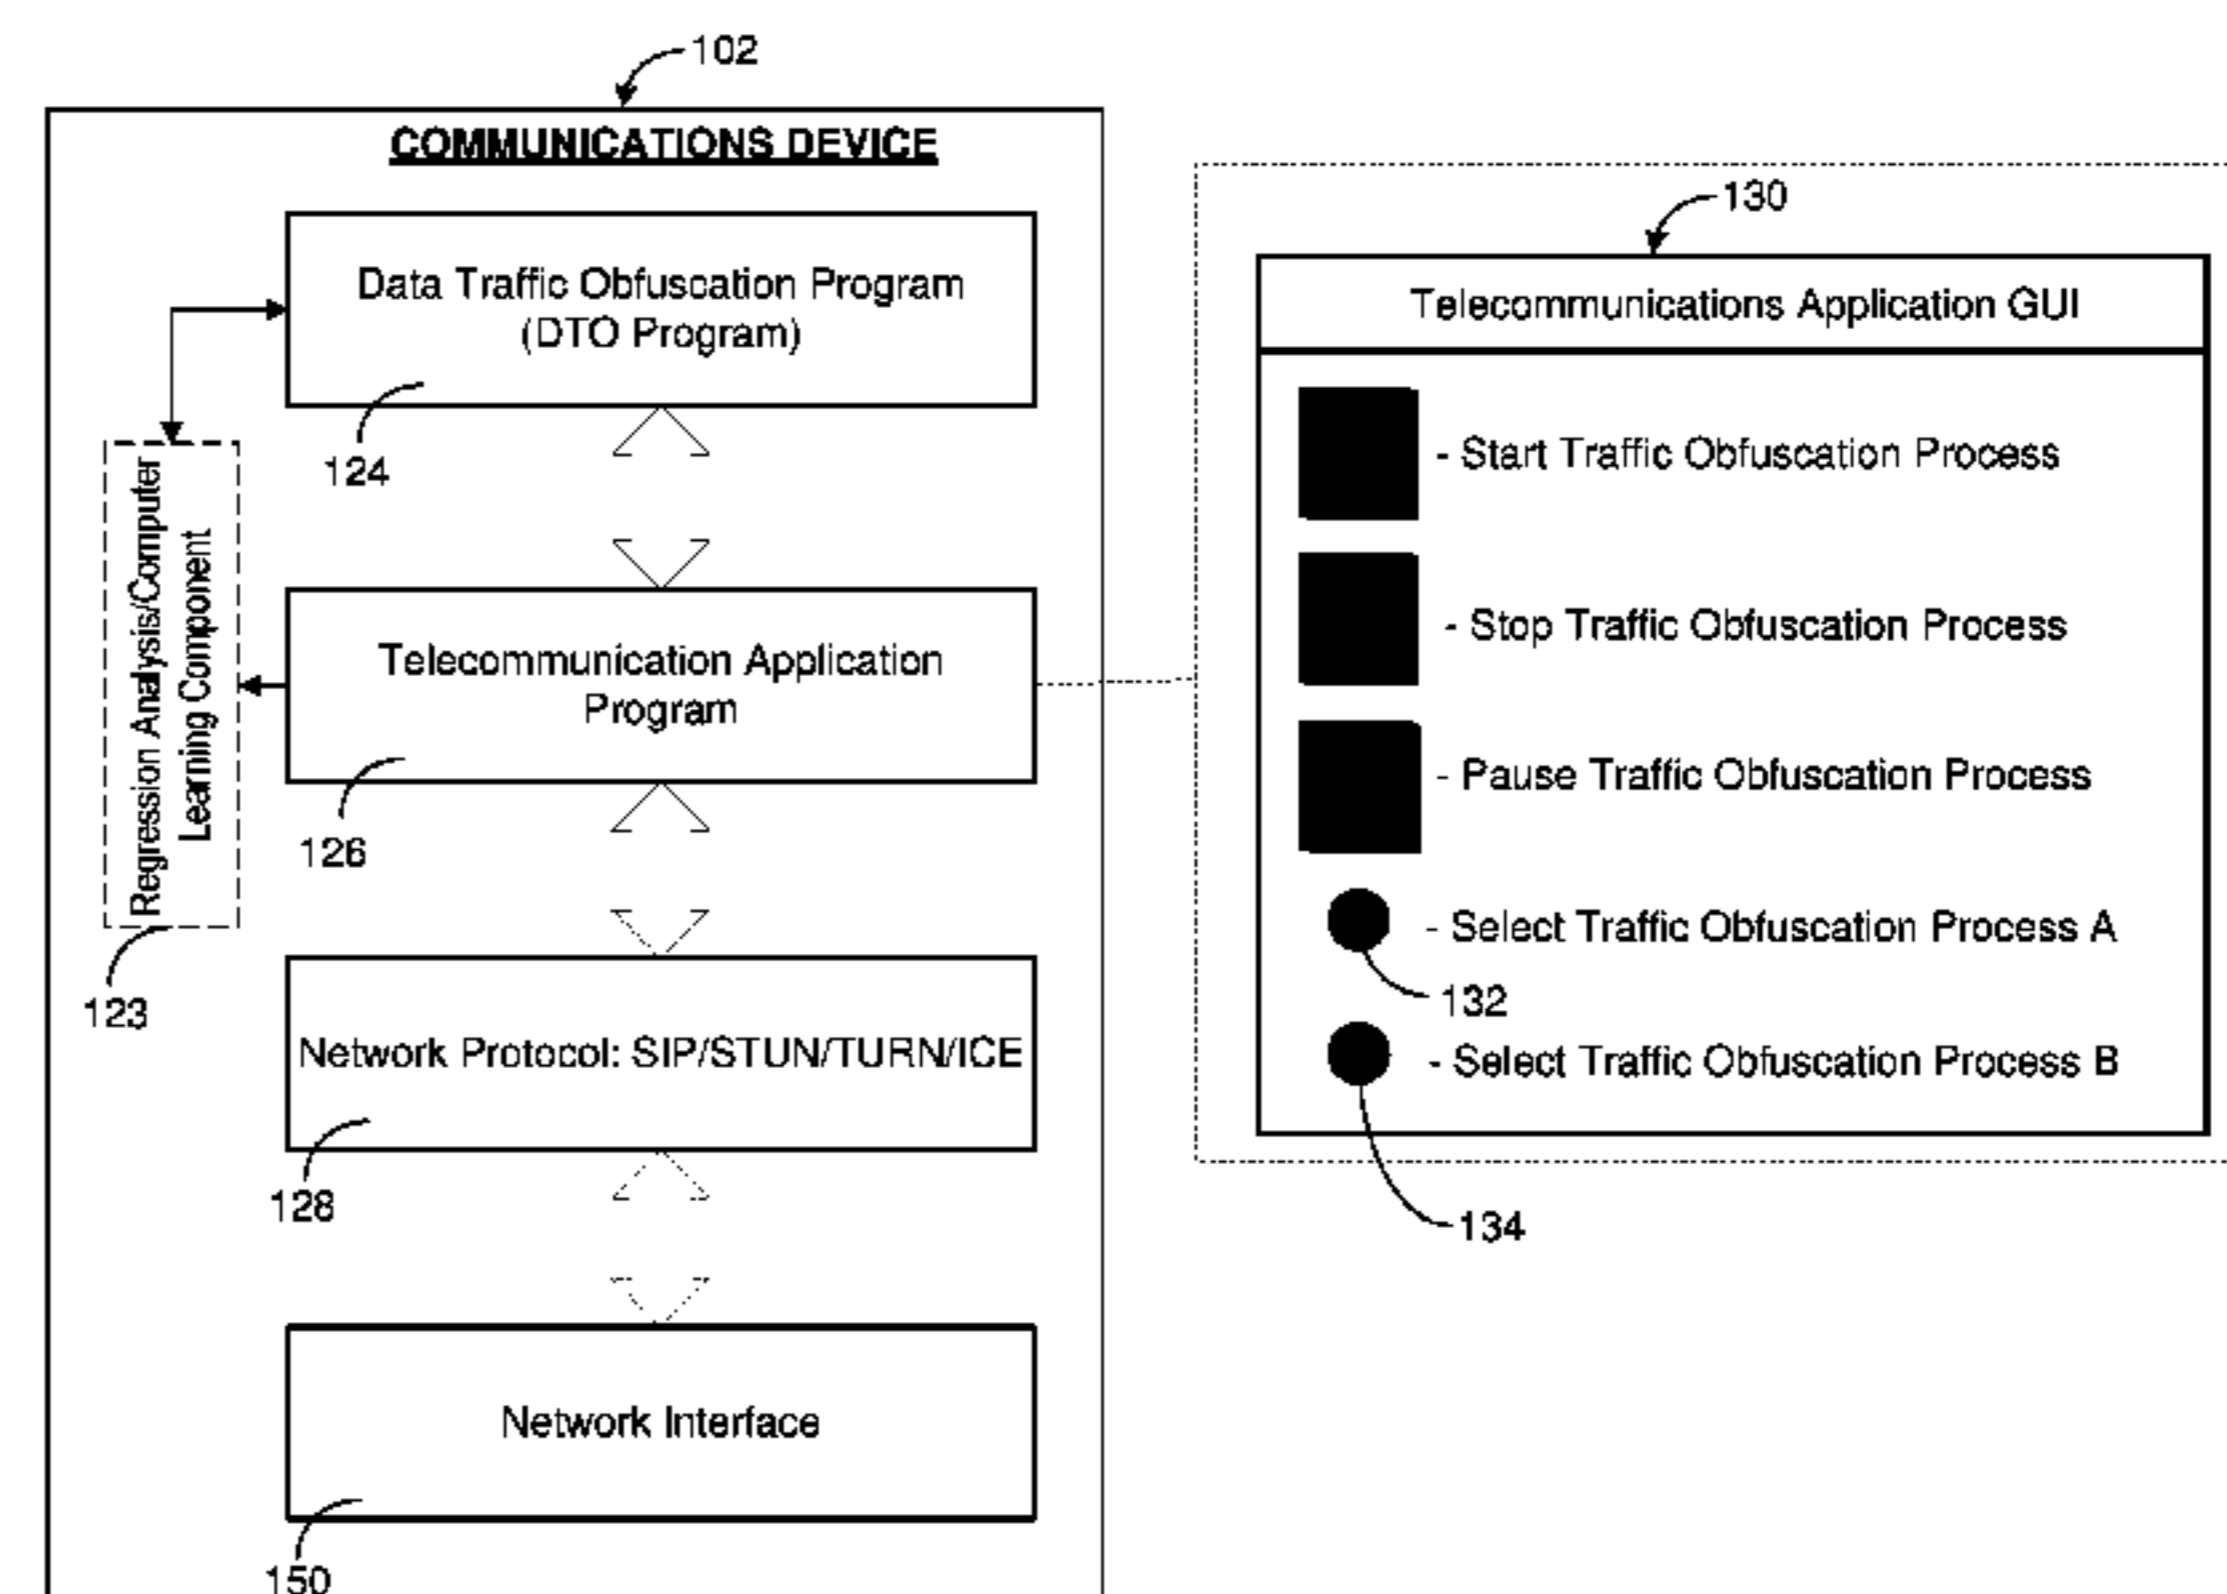 102
COMMUNICATIONS DEVICE
Data Traffic Obfuscation Program
(DTO Program)
124
Regression Analysis/Computer
Learning Component
123
Telecommunication Application
Program
126
Network Protocol: SIP/STUN/TURN/ICE
128
Network Interface
150
130
Telecommunications Application GUI
- Start Traffic Obfuscation Process
- Stop Traffic Obfuscation Process
- Pause Traffic Obfuscation Process
- Select Traffic Obfuscation Process A
132
- Select Traffic Obfuscation Process B
134